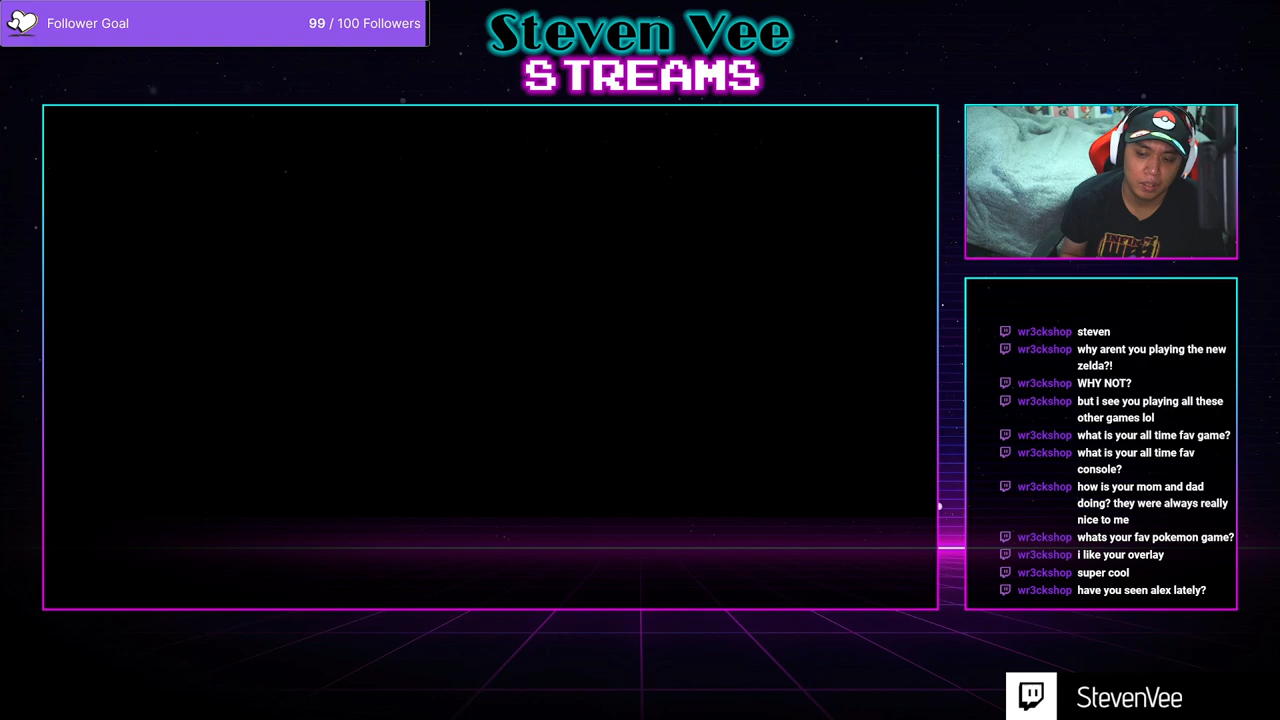 Follower Goal 99 / 100 Followers
Steven Vee
STREAMS
wr3ckshop steven
wr3ckshop why arent you playing the new
zelda?!
wr3ckshop WHY NOT?
wr3ckshop but i see you playing all these
other games lol
wr3ckshop what is your all time fav game?
wr3ckshop what is your all time fav
console?
wr3ckshop how is your mom and dad
doing? they were always really
nice to me
wr3ckshop whats your fav pokemon game?
wr3ckshop i like your overlay
wr3ckshop super cool
wr3ckshop have you seen alex lately?
StevenVee